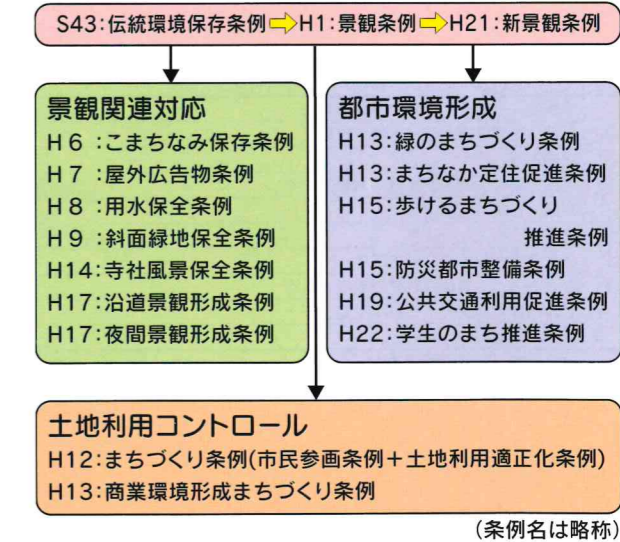 S43:伝統環境保存条例⇨H1:景観条例⇨H21:新景観条例
景観関連対応
H6 :こまちなみ保存条例
H7 :屋外広告物条例
H8 :用水保全条例
H9 :斜面緑地保全条例
H14:寺社風景保全条例
H17:沿道景観形成条例
H17:夜間景観形成条例
都市環境形成
H13:緑のまちづくり条例
H13:まちなか定住促進条例
H15:歩けるまちづくり
推進条例
H15:防災都市整備条例
H19:公共交通利用促進条例
H22:学生のまち推進条例
土地利用コントロール
H12:まちづくり条例(市民参画条例+土地利用適正化条例)
H13:商業環境形成まちづくり条例
(条例名は略称)